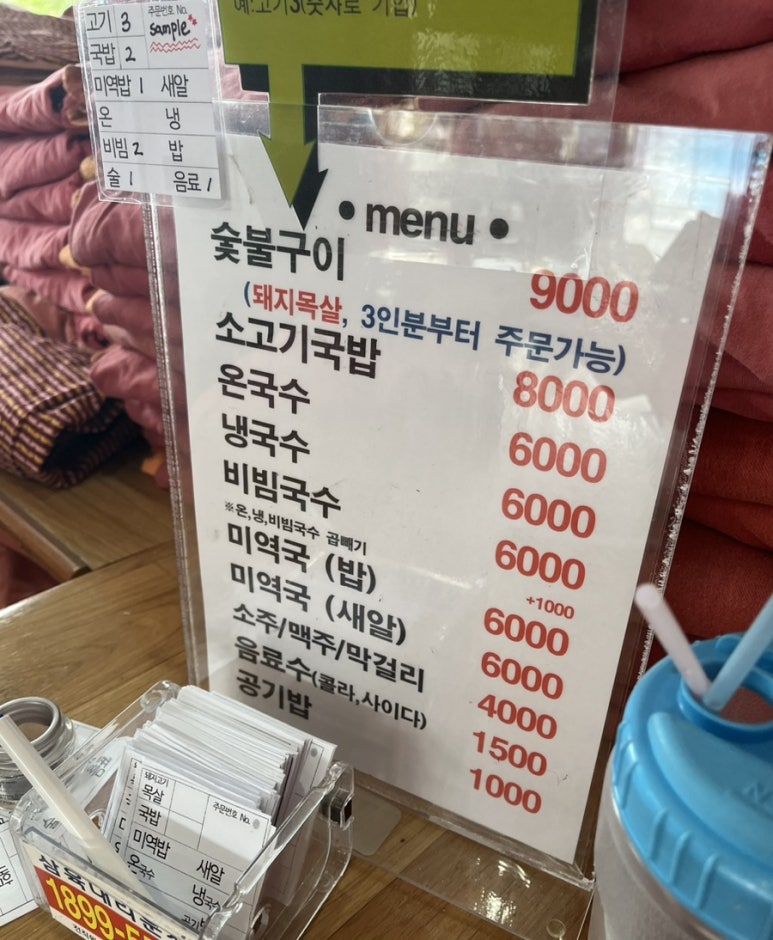 예:고기3(숫자로 기입)
고기 3 주문번호 No.
sample
국밥 2
미역밥 1 새알
온 냉
비빔 2 밥
술 1 음료 1
• menu •
숯불구이 9000
(돼지목살, 3인분부터 주문가능)
소고기국밥 8000
온국수 6000
냉국수 6000
비빔국수 6000
※온,냉,비빔국수 곱빼기 +1000
미역국 (밥) 6000
미역국 (새알) 6000
소주/맥주/막걸리 4000
음료수(콜라,사이다) 1500
공기밥 1000
돼지고기
목살 주문번호 No.
국밥
미역밥 새알
온국수 냉국수
공기
1899-5